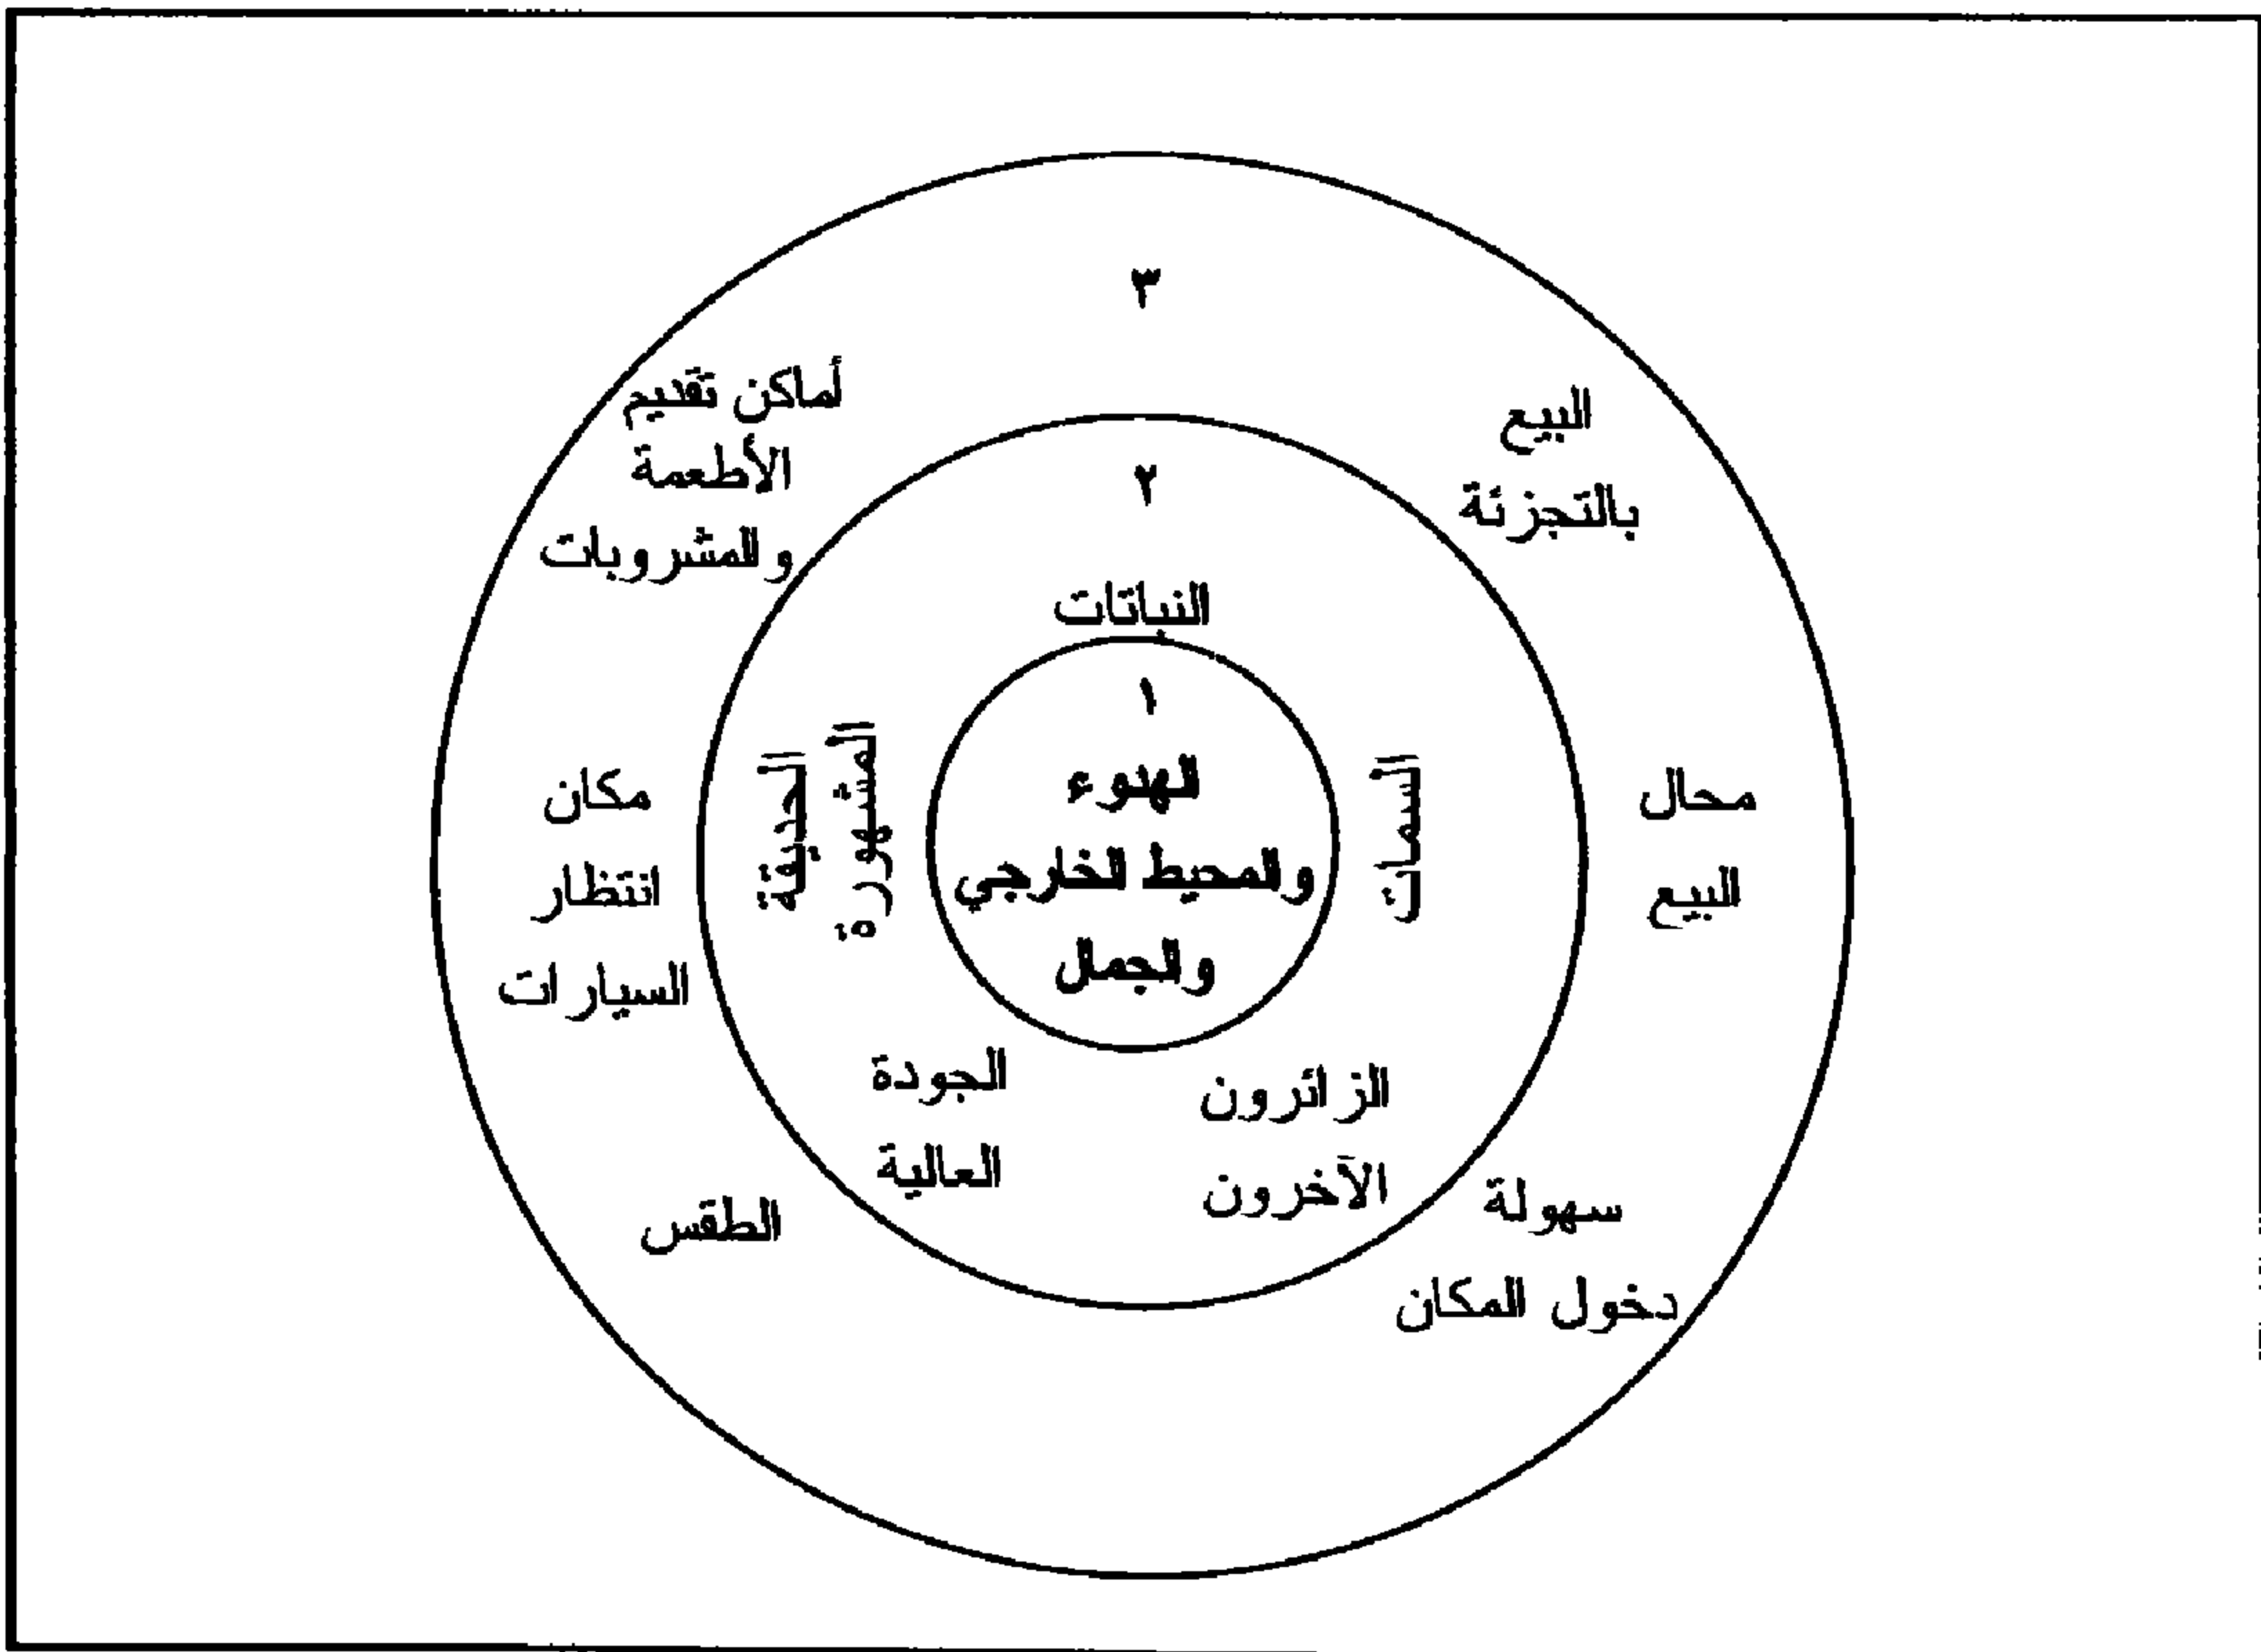 ٣
أماكن تقديم
الأطعمة
والمشروبات
البيع
بالتجزئة
٢
النباتات
١
الهدوء
والمحيط الخارجي
والجمال
الحديقة
المشهورة
محال
البيع
مكان
انتظار
السيارات
الجودة
العالية
الزائرون
الآخرون
الطقس
سهولة
دخول المكان